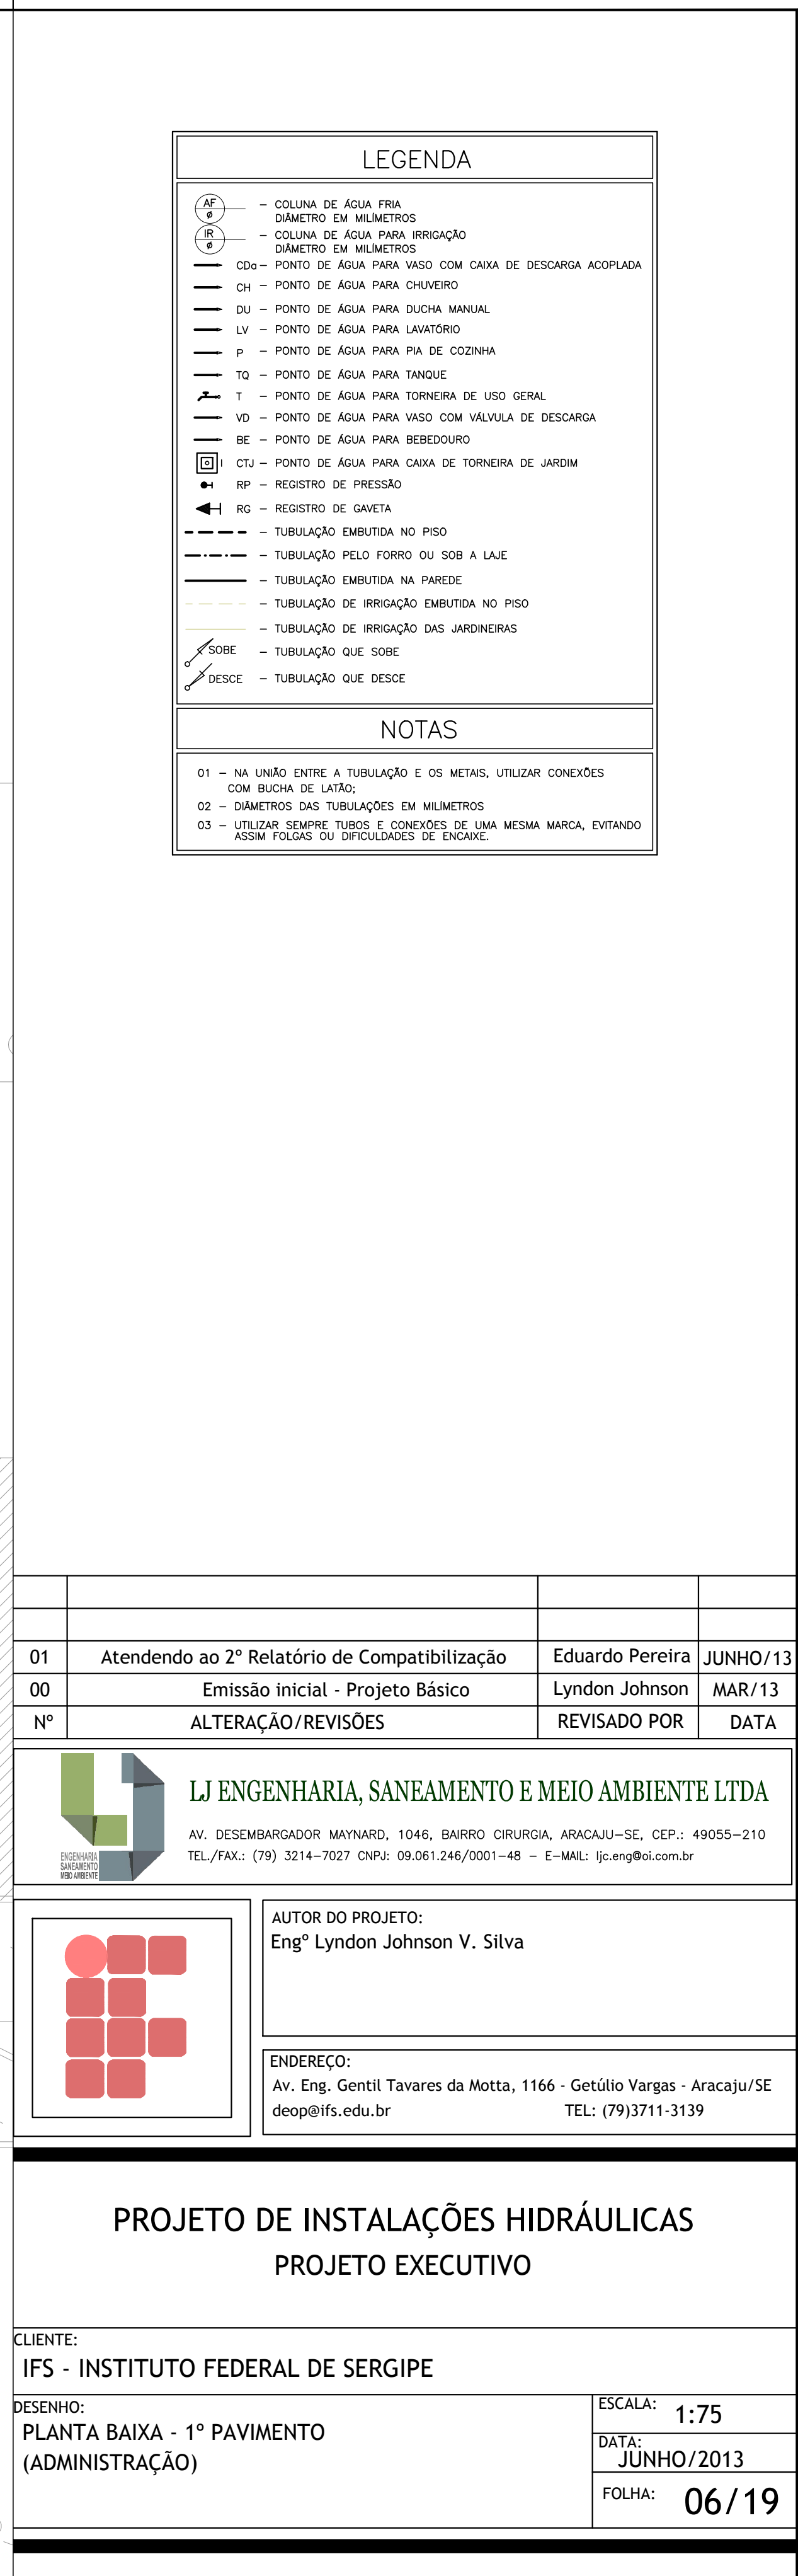 LEGENDA
AF
ø
– COLUNA DE ÁGUA FRIA
DIÂMETRO EM MILÍMETROS
IR
ø
– COLUNA DE ÁGUA PARA IRRIGAÇÃO
DIÂMETRO EM MILÍMETROS
CDa – PONTO DE ÁGUA PARA VASO COM CAIXA DE DESCARGA ACOPLADA
CH – PONTO DE ÁGUA PARA CHUVEIRO
DU – PONTO DE ÁGUA PARA DUCHA MANUAL
LV – PONTO DE ÁGUA PARA LAVATÓRIO
P – PONTO DE ÁGUA PARA PIA DE COZINHA
TQ – PONTO DE ÁGUA PARA TANQUE
T – PONTO DE ÁGUA PARA TORNEIRA DE USO GERAL
VD – PONTO DE ÁGUA PARA VASO COM VÁLVULA DE DESCARGA
BE – PONTO DE ÁGUA PARA BEBEDOURO
CTJ – PONTO DE ÁGUA PARA CAIXA DE TORNEIRA DE JARDIM
RP – REGISTRO DE PRESSÃO
RG – REGISTRO DE GAVETA
– TUBULAÇÃO EMBUTIDA NO PISO
– TUBULAÇÃO PELO FORRO OU SOB A LAJE
– TUBULAÇÃO EMBUTIDA NA PAREDE
– TUBULAÇÃO DE IRRIGAÇÃO EMBUTIDA NO PISO
– TUBULAÇÃO DE IRRIGAÇÃO DAS JARDINEIRAS
SOBE – TUBULAÇÃO QUE SOBE
DESCE – TUBULAÇÃO QUE DESCE
NOTAS
01 – NA UNIÃO ENTRE A TUBULAÇÃO E OS METAIS, UTILIZAR CONEXÕES
COM BUCHA DE LATÃO;
02 – DIÂMETROS DAS TUBULAÇÕES EM MILÍMETROS
03 – UTILIZAR SEMPRE TUBOS E CONEXÕES DE UMA MESMA MARCA, EVITANDO
ASSIM FOLGAS OU DIFICULDADES DE ENCAIXE.
01 Atendendo ao 2º Relatório de Compatibilização Eduardo Pereira JUNHO/13
00 Emissão inicial - Projeto Básico Lyndon Johnson MAR/13
Nº ALTERAÇÃO/REVISÕES REVISADO POR DATA
LJ ENGENHARIA, SANEAMENTO E MEIO AMBIENTE LTDA
AV. DESEMBARGADOR MAYNARD, 1046, BAIRRO CIRURGIA, ARACAJU–SE, CEP.: 49055–210
TEL./FAX.: (79) 3214–7027 CNPJ: 09.061.246/0001–48 – E–MAIL: ljc.eng@oi.com.br
ENGENHARIA
SANEAMENTO
MEIO AMBIENTE
AUTOR DO PROJETO:
Engº Lyndon Johnson V. Silva
ENDEREÇO:
Av. Eng. Gentil Tavares da Motta, 1166 - Getúlio Vargas - Aracaju/SE
deop@ifs.edu.br TEL: (79)3711-3139
PROJETO DE INSTALAÇÕES HIDRÁULICAS
PROJETO EXECUTIVO
CLIENTE:
IFS - INSTITUTO FEDERAL DE SERGIPE
DESENHO:
PLANTA BAIXA - 1º PAVIMENTO
(ADMINISTRAÇÃO)
ESCALA: 1:75
DATA:
JUNHO/2013
FOLHA: 06/19